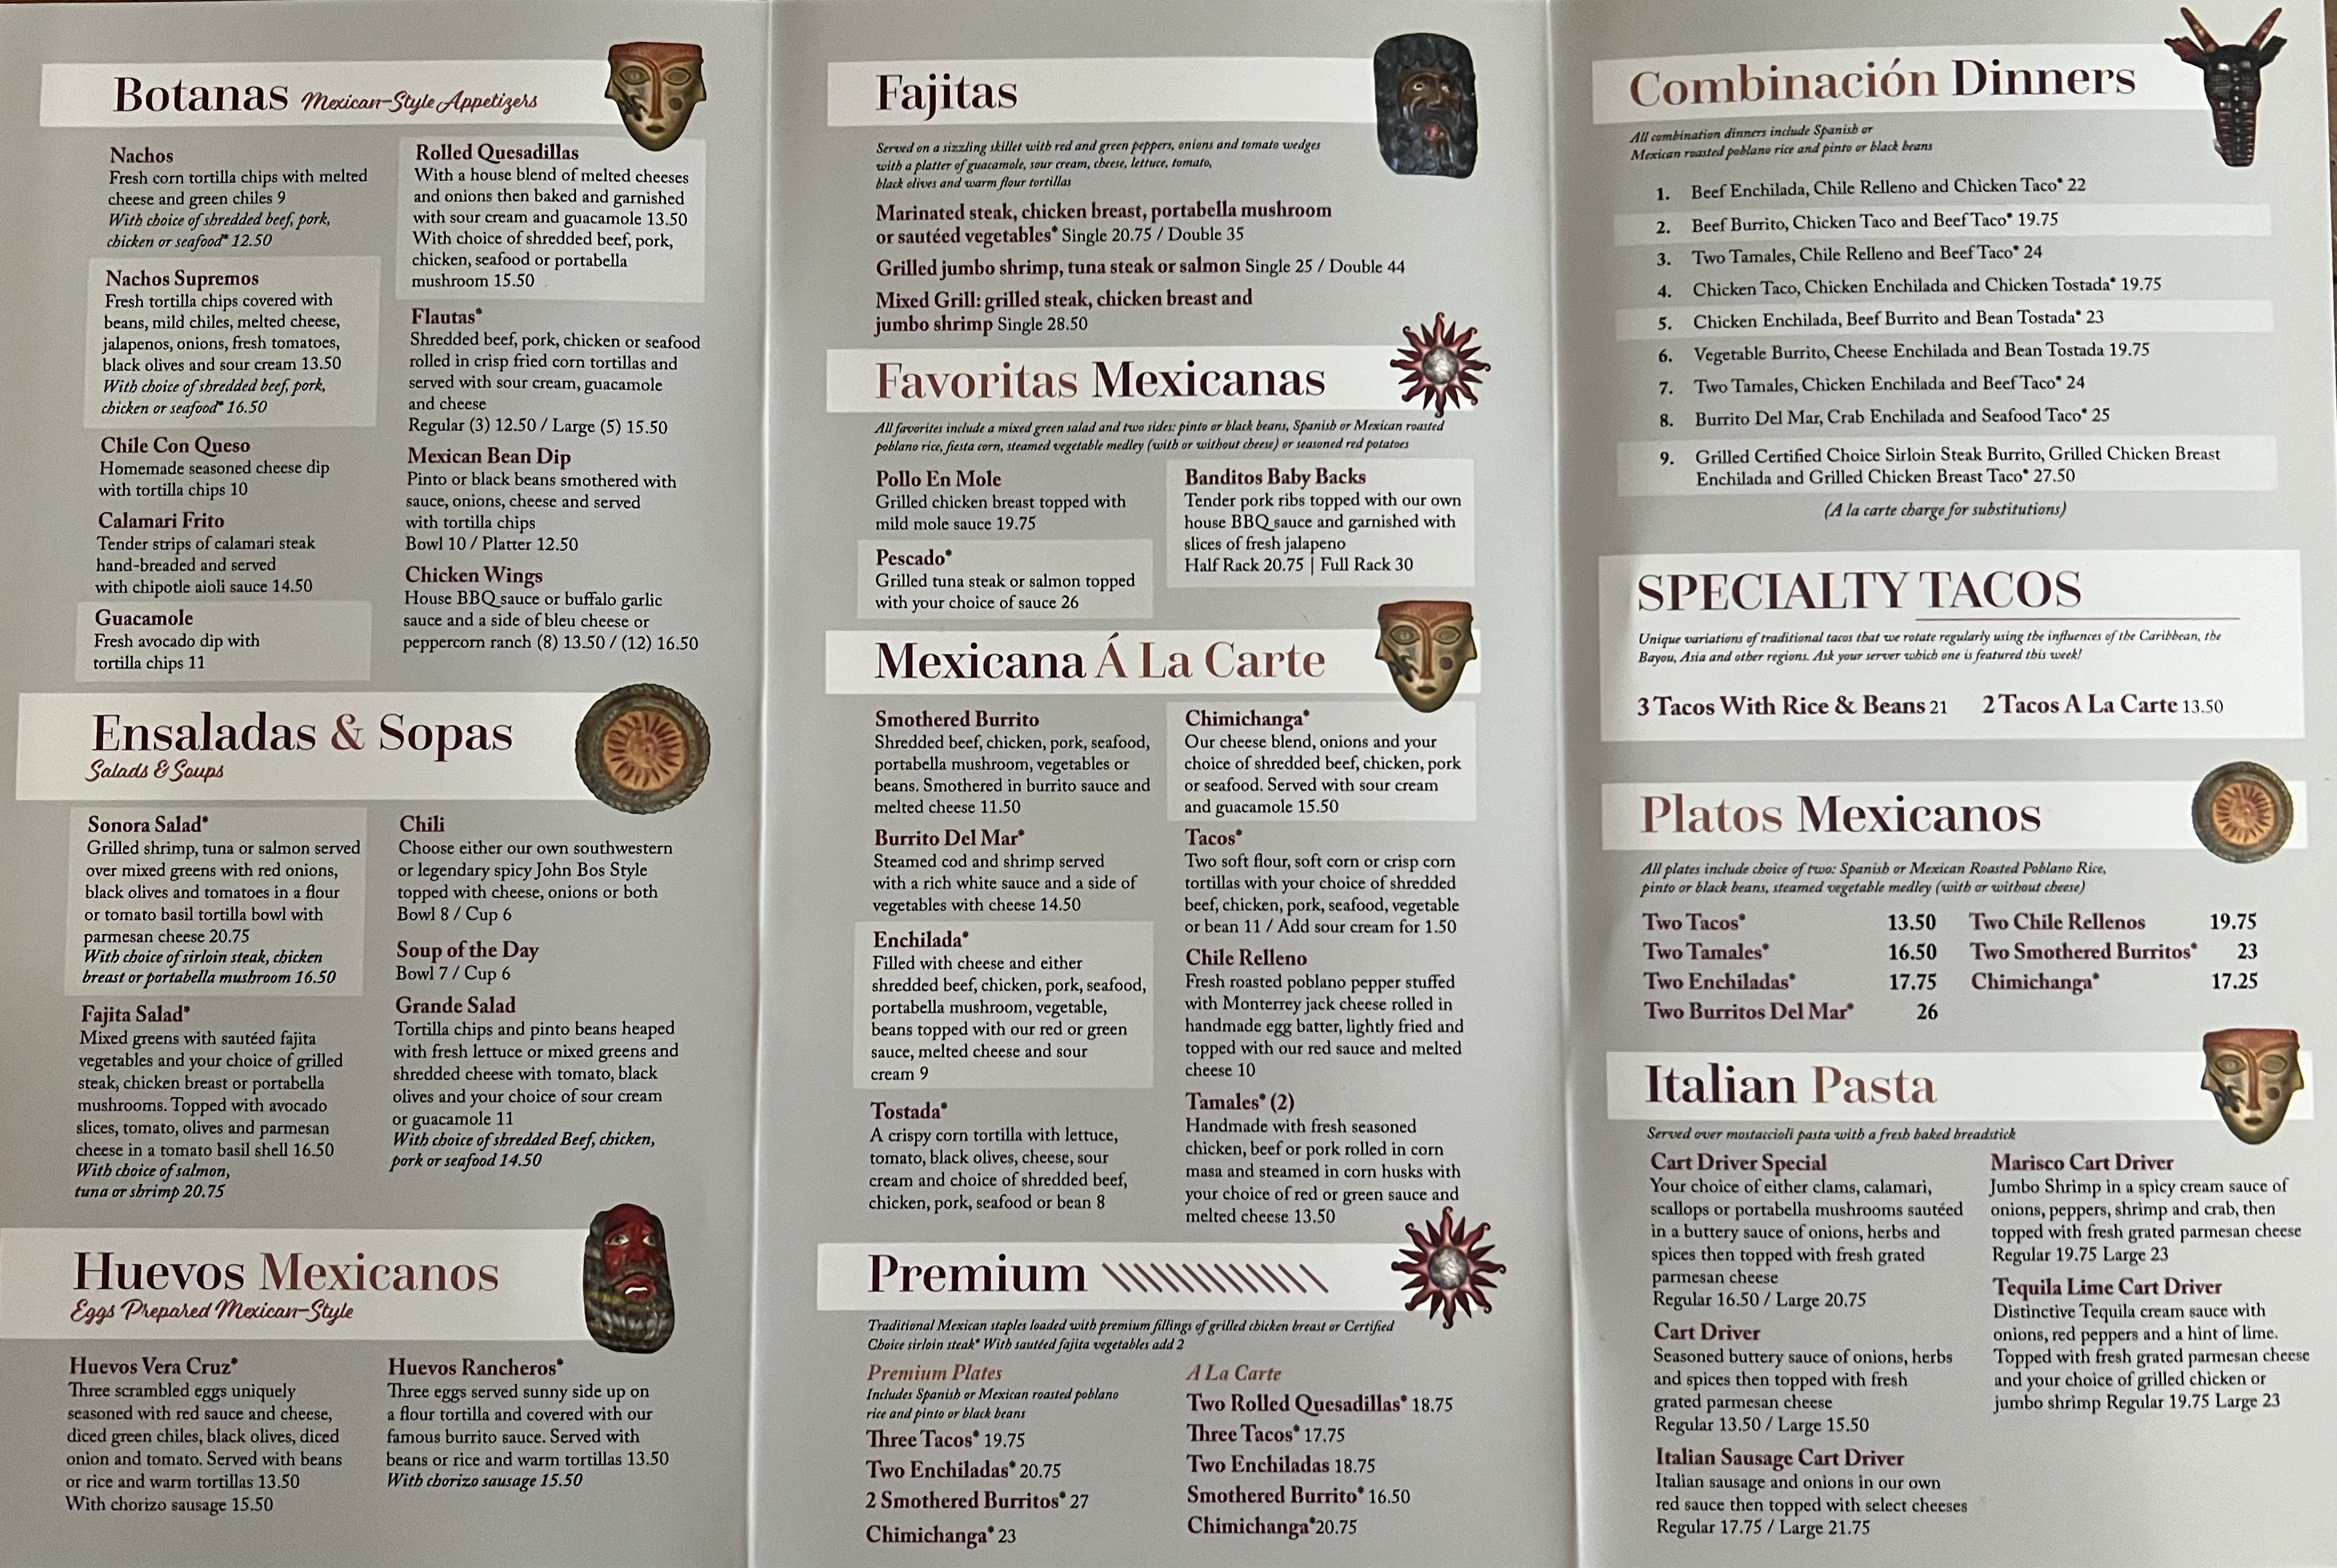 Botanas Mexican-Style Appetizers
Nachos
Fresh corn tortilla chips with melted
cheese and green chiles 9
With choice of shredded beef, pork,
chicken or seafood* 12.50
Nachos Supremos
Fresh tortilla chips covered with
beans, mild chiles, melted cheese,
jalapenos, onions, fresh tomatoes,
black olives and sour cream 13.50
With choice of shredded beef, pork,
chicken or seafood* 16.50
Chile Con Queso
Homemade seasoned cheese dip
with tortilla chips 10
Calamari Frito
Tender strips of calamari steak
hand-breaded and served
with chipotle aioli sauce 14.50
Guacamole
Fresh avocado dip with
tortilla chips 11
Rolled Quesadillas
With a house blend of melted cheeses
and onions then baked and garnished
with sour cream and guacamole 13.50
With choice of shredded beef, pork,
chicken, seafood or portabella
mushroom 15.50
Flautas*
Shredded beef, pork, chicken or seafood
rolled in crisp fried corn tortillas and
served with sour cream, guacamole
and cheese
Regular (3) 12.50 / Large (5) 15.50
Mexican Bean Dip
Pinto or black beans smothered with
sauce, onions, cheese and served
with tortilla chips
Bowl 10 / Platter 12.50
Chicken Wings
House BBQ sauce or buffalo garlic
sauce and a side of bleu cheese or
peppercorn ranch (8) 13.50 / (12) 16.50
Ensaladas & Sopas
Salads & Soups
Sonora Salad*
Grilled shrimp, tuna or salmon served
over mixed greens with red onions,
black olives and tomatoes in a flour
or tomato basil tortilla bowl with
parmesan cheese 20.75
With choice of sirloin steak, chicken
breast or portabella mushroom 16.50
Fajita Salad*
Mixed greens with sautéed fajita
vegetables and your choice of grilled
steak, chicken breast or portabella
mushrooms. Topped with avocado
slices, tomato, olives and parmesan
cheese in a tomato basil shell 16.50
With choice of salmon,
tuna or shrimp 20.75
Chili
Choose either our own southwestern
or legendary spicy John Bos Style
topped with cheese, onions or both
Bowl 8 / Cup 6
Soup of the Day
Bowl 7 / Cup 6
Grande Salad
Tortilla chips and pinto beans heaped
with fresh lettuce or mixed greens and
shredded cheese with tomato, black
olives and your choice of sour cream
or guacamole 11
With choice of shredded Beef, chicken,
pork or seafood 14.50
Huevos Mexicanos
Eggs Prepared Mexican-Style
Huevos Vera Cruz*
Three scrambled eggs uniquely
seasoned with red sauce and cheese,
diced green chiles, black olives, diced
onion and tomato. Served with beans
or rice and warm tortillas 13.50
With chorizo sausage 15.50
Huevos Rancheros*
Three eggs served sunny side up on
a flour tortilla and covered with our
famous burrito sauce. Served with
beans or rice and warm tortillas 13.50
With chorizo sausage 15.50
Fajitas
Served on a sizzling skillet with red and green peppers, onions and tomato wedges
with a platter of guacamole, sour cream, cheese, lettuce, tomato,
black olives and warm flour tortillas
Marinated steak, chicken breast, portabella mushroom
or sautéed vegetables* Single 20.75 / Double 35
Grilled jumbo shrimp, tuna steak or salmon Single 25 / Double 44
Mixed Grill: grilled steak, chicken breast and
jumbo shrimp Single 28.50
Favoritas Mexicanas
All favorites include a mixed green salad and two sides: pinto or black beans, Spanish or Mexican roasted
poblano rice, fiesta corn, steamed vegetable medley (with or without cheese) or seasoned red potatoes
Pollo En Mole
Grilled chicken breast topped with
mild mole sauce 19.75
Pescado*
Grilled tuna steak or salmon topped
with your choice of sauce 26
Banditos Baby Backs
Tender pork ribs topped with our own
house BBQ sauce and garnished with
slices of fresh jalapeno
Half Rack 20.75 | Full Rack 30
Mexicana Á La Carte
Smothered Burrito
Shredded beef, chicken, pork, seafood,
portabella mushroom, vegetables or
beans. Smothered in burrito sauce and
melted cheese 11.50
Burrito Del Mar*
Steamed cod and shrimp served
with a rich white sauce and a side of
vegetables with cheese 14.50
Enchilada*
Filled with cheese and either
shredded beef, chicken, pork, seafood,
portabella mushroom, vegetable,
beans topped with our red or green
sauce, melted cheese and sour
cream 9
Tostada*
A crispy corn tortilla with lettuce,
tomato, black olives, cheese, sour
cream and choice of shredded beef,
chicken, pork, seafood or bean 8
Chimichanga*
Our cheese blend, onions and your
choice of shredded beef, chicken, pork
or seafood. Served with sour cream
and guacamole 15.50
Tacos*
Two soft flour, soft corn or crisp corn
tortillas with your choice of shredded
beef, chicken, pork, seafood, vegetable
or bean 11 / Add sour cream for 1.50
Chile Relleno
Fresh roasted poblano pepper stuffed
with Monterrey jack cheese rolled in
handmade egg batter, lightly fried and
topped with our red sauce and melted
cheese 10
Tamales* (2)
Handmade with fresh seasoned
chicken, beef or pork rolled in corn
masa and steamed in corn husks with
your choice of red or green sauce and
melted cheese 13.50
Premium
Traditional Mexican staples loaded with premium fillings of grilled chicken breast or Certified
Choice sirloin steak* With sautéed fajita vegetables add 2
Premium Plates
Includes Spanish or Mexican roasted poblano
rice and pinto or black beans
Three Tacos* 19.75
Two Enchiladas* 20.75
2 Smothered Burritos* 27
Chimichanga* 23
A La Carte
Two Rolled Quesadillas* 18.75
Three Tacos* 17.75
Two Enchiladas 18.75
Smothered Burrito* 16.50
Chimichanga*20.75
Combinación Dinners
All combination dinners include Spanish or
Mexican roasted poblano rice and pinto or black beans
1. Beef Enchilada, Chile Relleno and Chicken Taco* 22
2. Beef Burrito, Chicken Taco and Beef Taco* 19.75
3. Two Tamales, Chile Relleno and Beef Taco* 24
4. Chicken Taco, Chicken Enchilada and Chicken Tostada* 19.75
5. Chicken Enchilada, Beef Burrito and Bean Tostada* 23
6. Vegetable Burrito, Cheese Enchilada and Bean Tostada 19.75
7. Two Tamales, Chicken Enchilada and Beef Taco* 24
8. Burrito Del Mar, Crab Enchilada and Seafood Taco* 25
9. Grilled Certified Choice Sirloin Steak Burrito, Grilled Chicken Breast
Enchilada and Grilled Chicken Breast Taco* 27.50
(A la carte charge for substitutions)
SPECIALTY TACOS
Unique variations of traditional tacos that we rotate regularly using the influences of the Caribbean, the
Bayou, Asia and other regions. Ask your server which one is featured this week!
3 Tacos With Rice & Beans 21 2 Tacos A La Carte 13.50
Platos Mexicanos
All plates include choice of two: Spanish or Mexican Roasted Poblano Rice,
pinto or black beans, steamed vegetable medley (with or without cheese)
Two Tacos* 13.50
Two Tamales* 16.50
Two Enchiladas* 17.75
Two Burritos Del Mar* 26
Two Chile Rellenos 19.75
Two Smothered Burritos* 23
Chimichanga* 17.25
Italian Pasta
Served over mostaccioli pasta with a fresh baked breadstick
Cart Driver Special
Your choice of either clams, calamari,
scallops or portabella mushrooms sautéed
in a buttery sauce of onions, herbs and
spices then topped with fresh grated
parmesan cheese
Regular 16.50 / Large 20.75
Cart Driver
Seasoned buttery sauce of onions, herbs
and spices then topped with fresh
grated parmesan cheese
Regular 13.50 / Large 15.50
Italian Sausage Cart Driver
Italian sausage and onions in our own
red sauce then topped with select cheeses
Regular 17.75 / Large 21.75
Marisco Cart Driver
Jumbo Shrimp in a spicy cream sauce of
onions, peppers, shrimp and crab, then
topped with fresh grated parmesan cheese
Regular 19.75 Large 23
Tequila Lime Cart Driver
Distinctive Tequila cream sauce with
onions, red peppers and a hint of lime.
Topped with fresh grated parmesan cheese
and your choice of grilled chicken or
jumbo shrimp Regular 19.75 Large 23